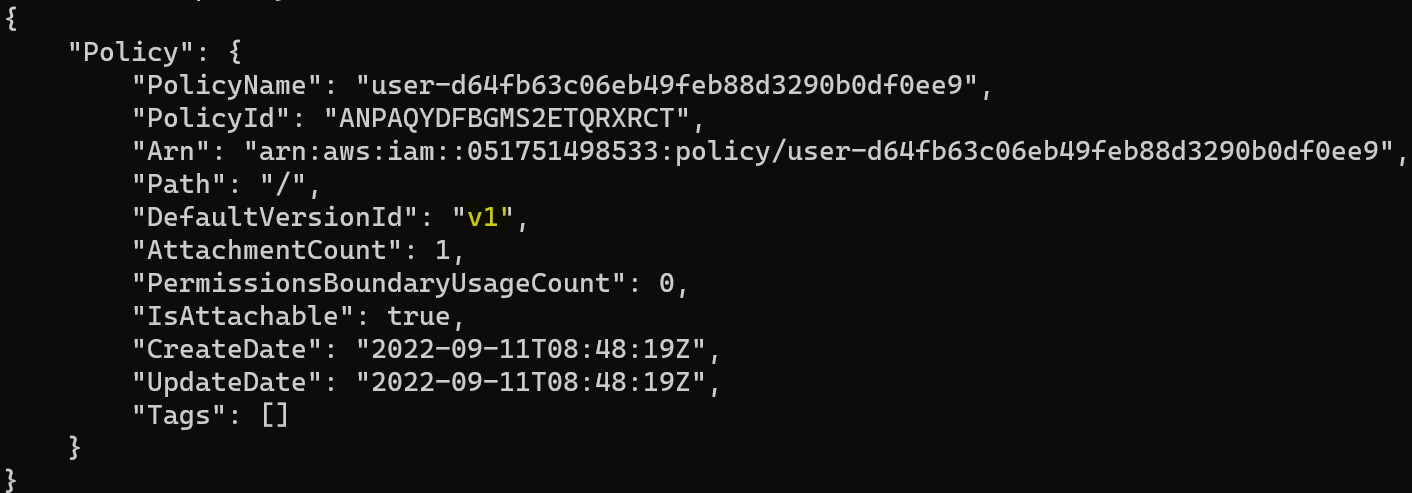 {
    "Policy": {
        "PolicyName": "user-d64fb63c06eb49feb88d3290b0df0ee9",
        "PolicyId": "ANPAQYDFBGMS2ETQRXRCT",
        "Arn": "arn:aws:iam::051751498533:policy/user-d64fb63c06eb49feb88d3290b0df0ee9",
        "Path": "/",
        "DefaultVersionId": "v1",
        "AttachmentCount": 1,
        "PermissionsBoundaryUsageCount": 0,
        "IsAttachable": true,
        "CreateDate": "2022-09-11T08:48:19Z",
        "UpdateDate": "2022-09-11T08:48:19Z",
        "Tags": []
    }
}